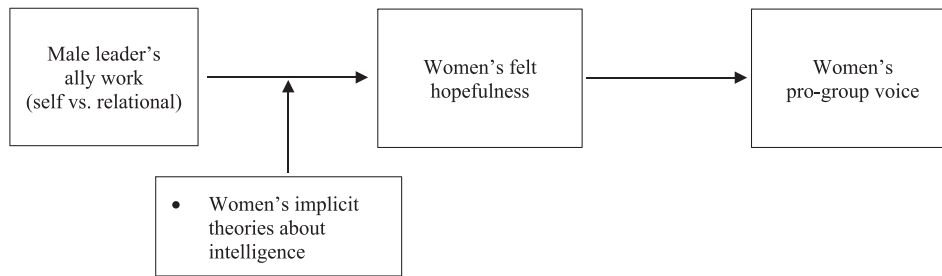 Male leader's
ally work
(self vs. relational)
Women's felt
hopefulness
Women's
pro-group voice
• Women's implicit
theories about
intelligence